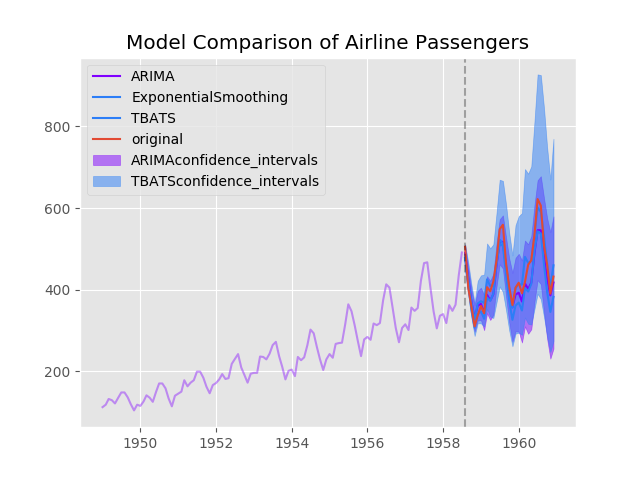 Model Comparison of Airline Passengers
ARIMA
ExponentialSmoothing
TBATS
original
ARIMAconfidence_intervals
TBATSconfidence_intervals
800
600
400
200
1950 1952 1954 1956 1958 1960